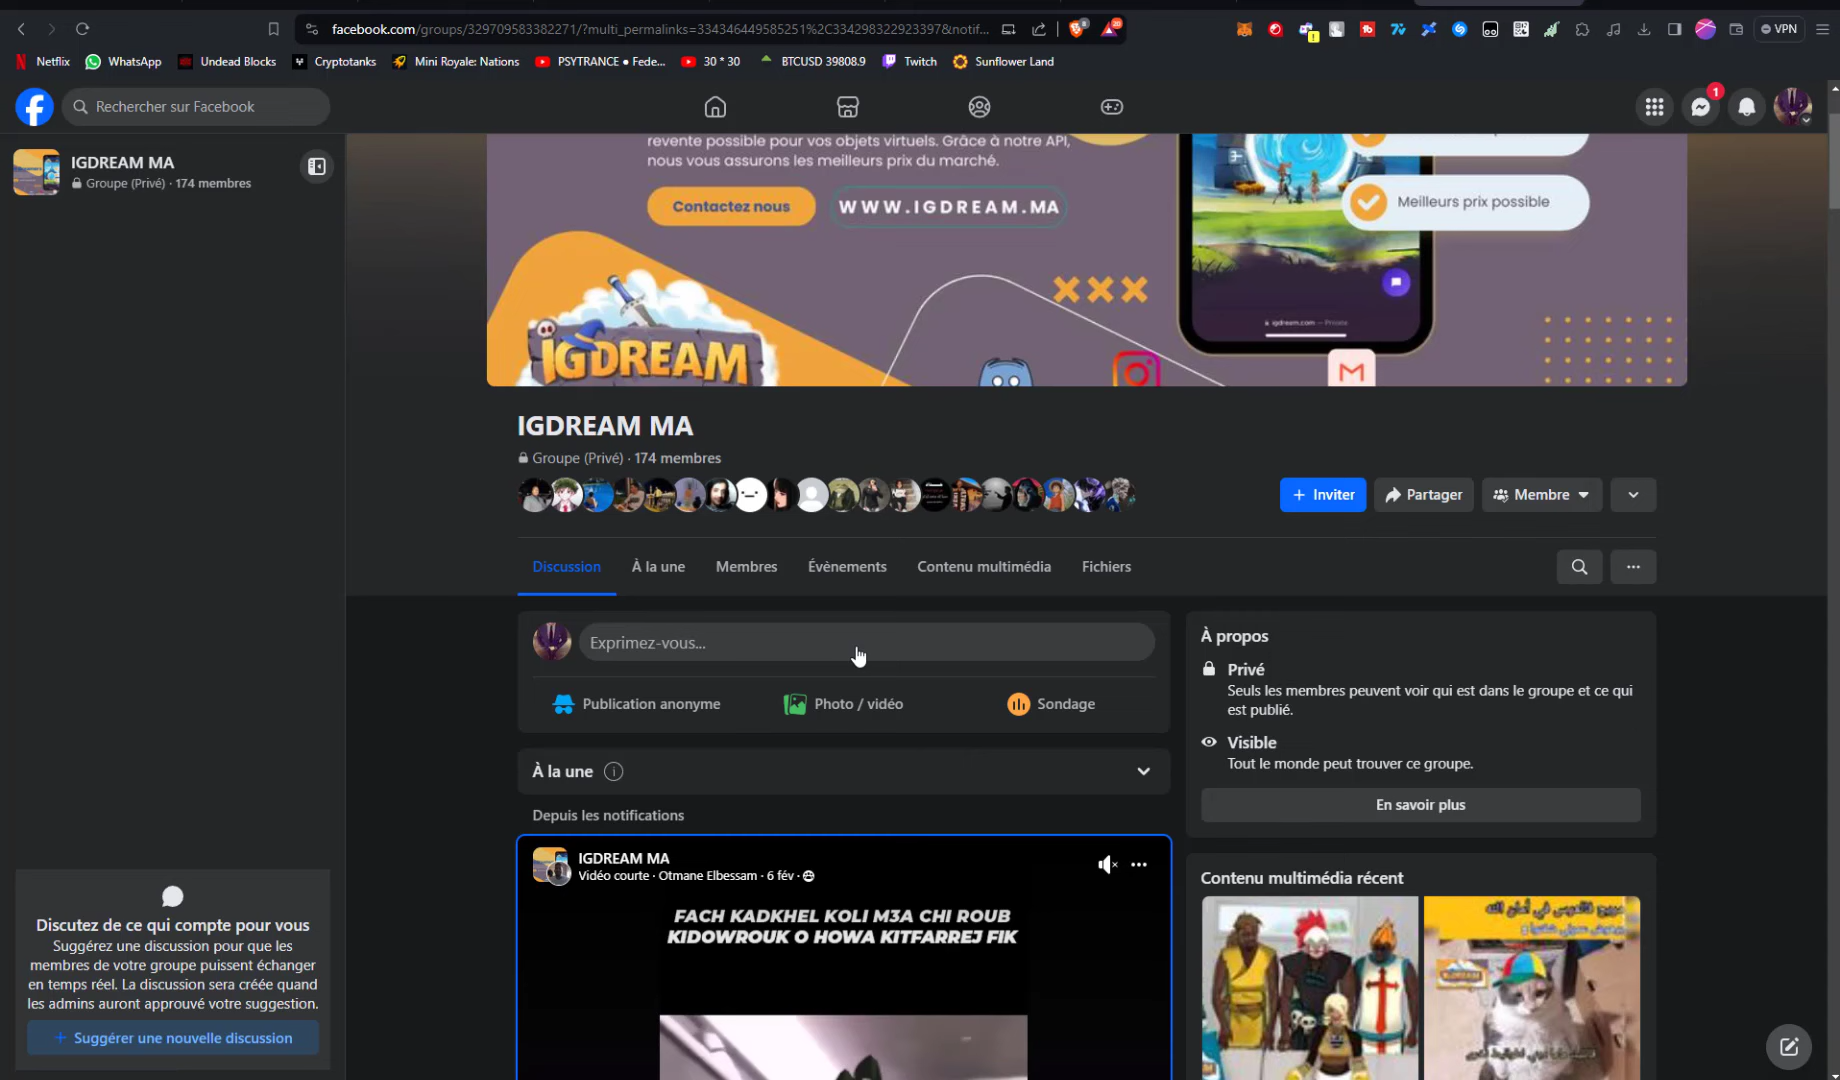 facebook.com/groups/329709583382271/?multi_permalinks=334346449585251%2C334298322923397&notif...
VPN
Netflix
WhatsApp
Undead Blocks
Cryptotanks
Mini Royale: Nations
PSYTRANCE ● Fede...
30 * 30
BTCUSD 39808.9
Twitch
Sunflower Land
Rechercher sur Facebook
1
IGDREAM MA
Groupe (Privé) · 174 membres
revente possible pour vos objets virtuels. Grâce à notre API,
nous vous assurons les meilleurs prix du marché.
Contactez nous
WWW.IGDREAM.MA
Meilleurs prix possible
igdream.com — Private
IGDREAM
IGDREAM MA
Groupe (Privé) · 174 membres
+ Inviter
Partager
Membre
Discussion
À la une
Membres
Évènements
Contenu multimédia
Fichiers
Exprimez-vous...
Publication anonyme
Photo / vidéo
Sondage
À la une
Depuis les notifications
IGDREAM MA
Vidéo courte · Otmane Elbessam · 6 fév ·
FACH KADKHEL KOLI M3A CHI ROUB
KIDOWROUK O HOWA KITFARREJ FIK
À propos
Privé
Seuls les membres peuvent voir qui est dans le groupe et ce qui
est publié.
Visible
Tout le monde peut trouver ce groupe.
En savoir plus
Contenu multimédia récent
IGDREAM
Discutez de ce qui compte pour vous
Suggérez une discussion pour que les
membres de votre groupe puissent échanger
en temps réel. La discussion sera créée quand
les admins auront approuvé votre suggestion.
+ Suggérer une nouvelle discussion